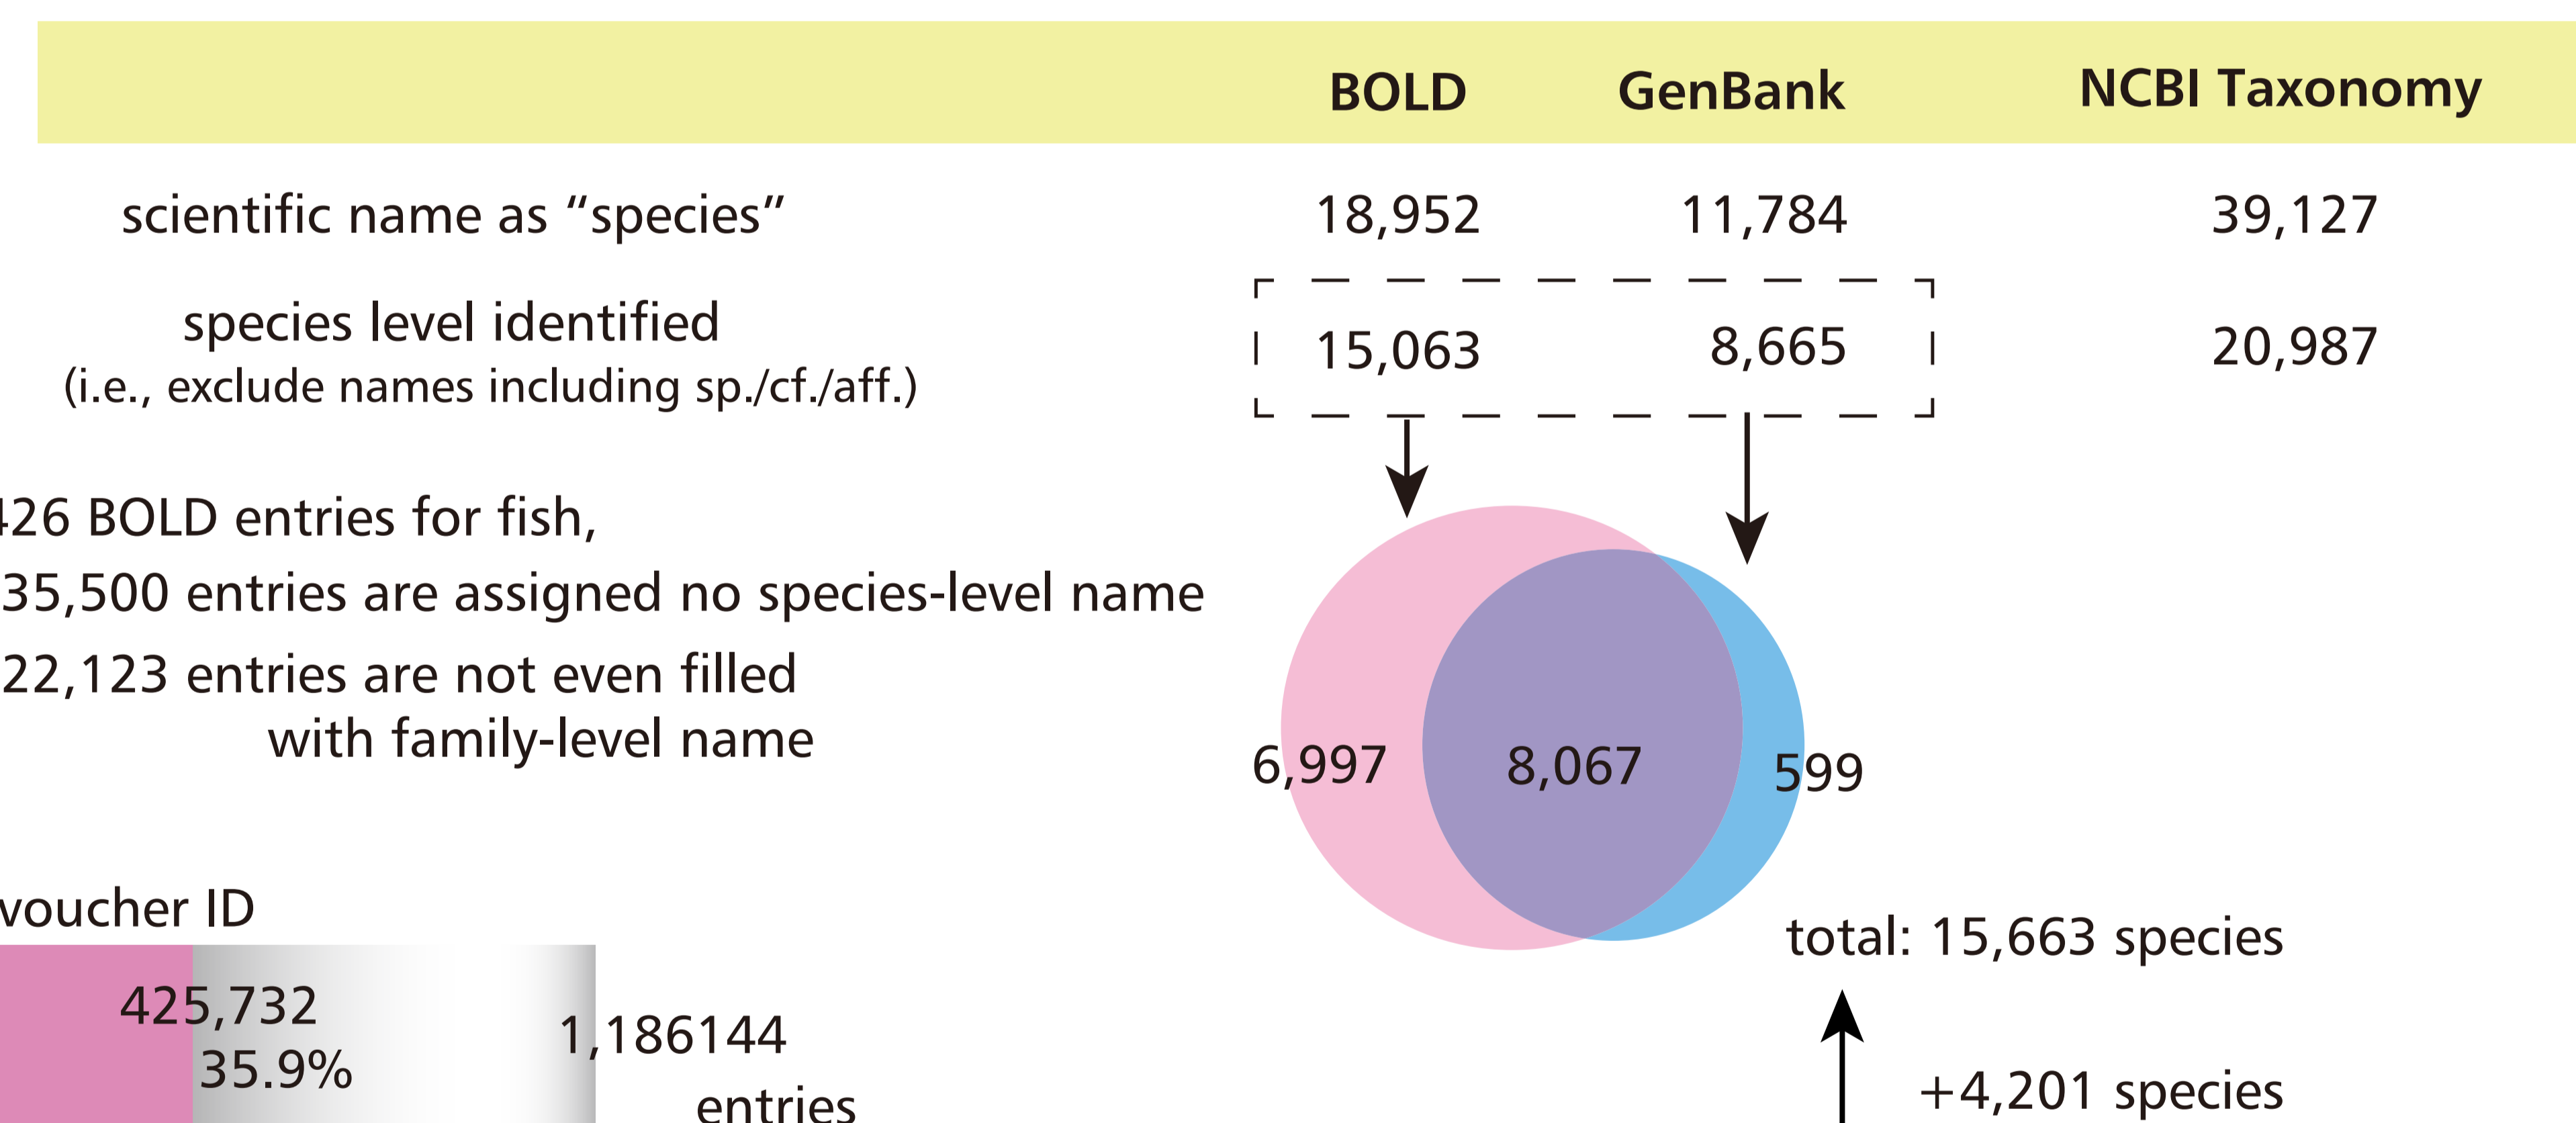 BOLD GenBank NCBI Taxonomy
scientific name as “species” 18,952 11,784 39,127
species level identified 15,063 8,665 20,987
(i.e., exclude names including sp./cf./aff.)
426 BOLD entries for fish,
35,500 entries are assigned no species-level name
22,123 entries are not even filled
with family-level name
6,997 8,067 599
voucher ID
total: 15,663 species
425,732
35.9%
1,186144
entries
+4,201 species